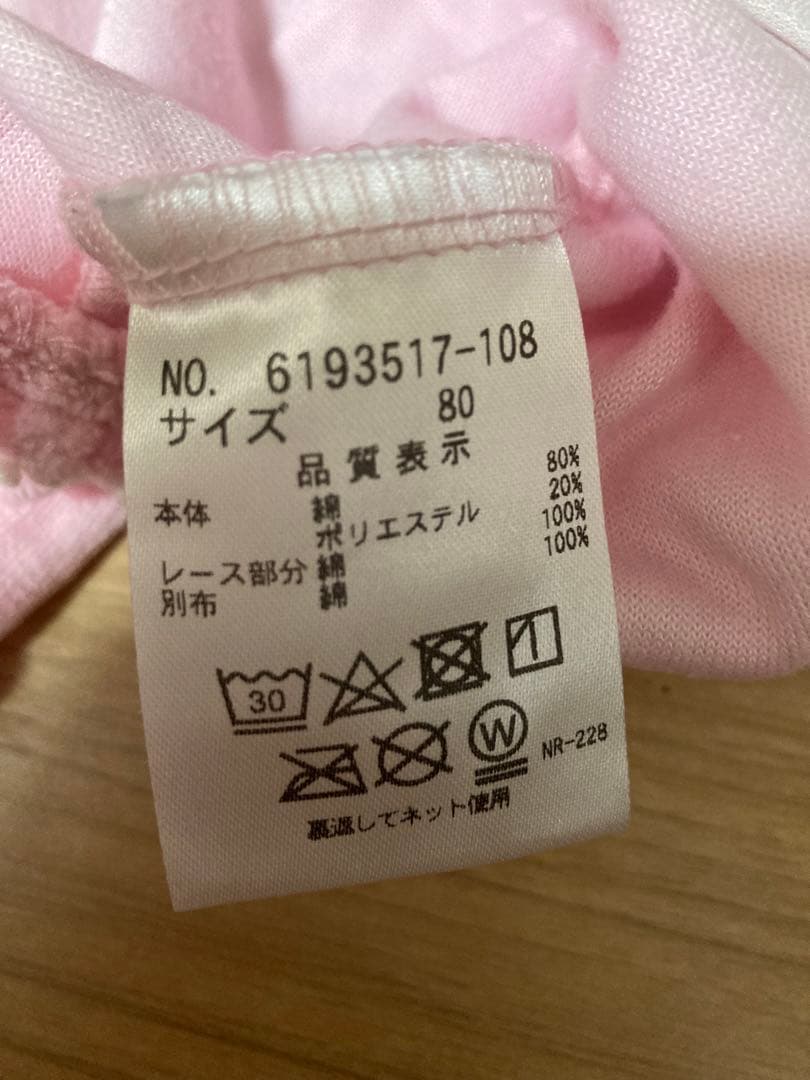 NO. 6193517-108
サイズ 80
品質表示
本体 綿 80%
ポリエステル 20%
レース部分 綿 100%
別布 綿 100%
30
W NR-228
裏返してネット使用